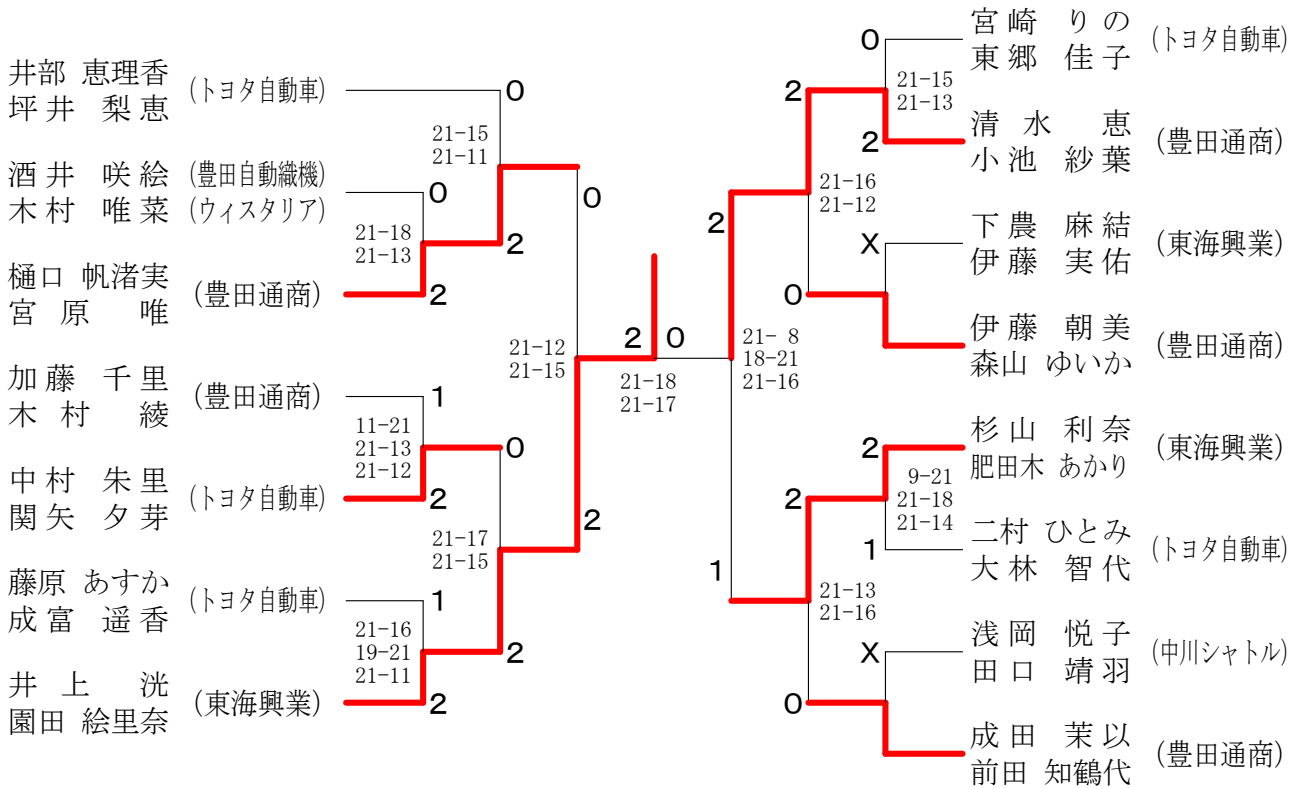 井部 恵理香 (トヨタ自動車)
坪井 梨恵
0
21-15
21-11
酒井 咲絵 (豊田自動織機)
木村 唯菜 (ウィスタリア)
0
21-18
21-13
2
樋口 帆渚実 (豊田通商)
宮原 唯
2
0
21-12
21-15
加藤 千里 (豊田通商)
木村 綾
1
11-21
21-13
21-12
0
中村 朱里 (トヨタ自動車)
関矢 夕芽
2
21-17
21-15
2
藤原 あすか (トヨタ自動車)
成富 遥香
1
21-16
19-21
21-11
2
井上 洸 (東海興業)
園田 絵里奈
2
2 0
21-18
21-17
宮崎 りの (トヨタ自動車)
東郷 佳子
0
21-15
21-13
2
清水 恵 (豊田通商)
小池 紗葉
2
21-16
21-12
2
下農 麻結 (東海興業)
伊藤 実佑
X
0
伊藤 朝美 (豊田通商)
森山 ゆいか
21- 8
18-21
21-16
杉山 利奈 (東海興業)
肥田木 あかり
2
9-21
21-18
21-14
2
二村 ひとみ (トヨタ自動車)
大林 智代
1
1
21-13
21-16
浅岡 悦子 (中川シャトル)
田口 靖羽
X
0
成田 茉以 (豊田通商)
前田 知鶴代